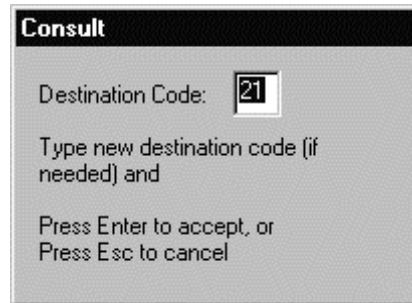 Consult
Destination Code: 21
Type new destination code (if
needed) and
Press Enter to accept, or
Press Esc to cancel